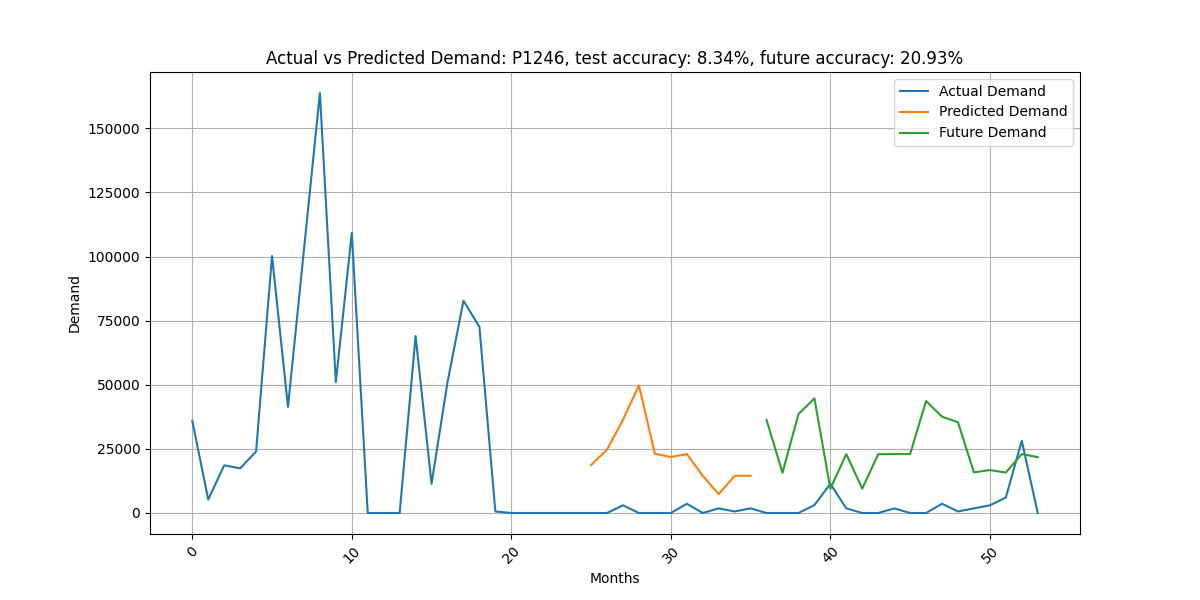 Actual vs Predicted Demand: P1246, test accuracy: 8.34%, future accuracy: 20.93%
Actual Demand
Predicted Demand
Future Demand
150000
125000
100000
75000
50000
25000
0
Demand
0 10 20 30 40 50
Months